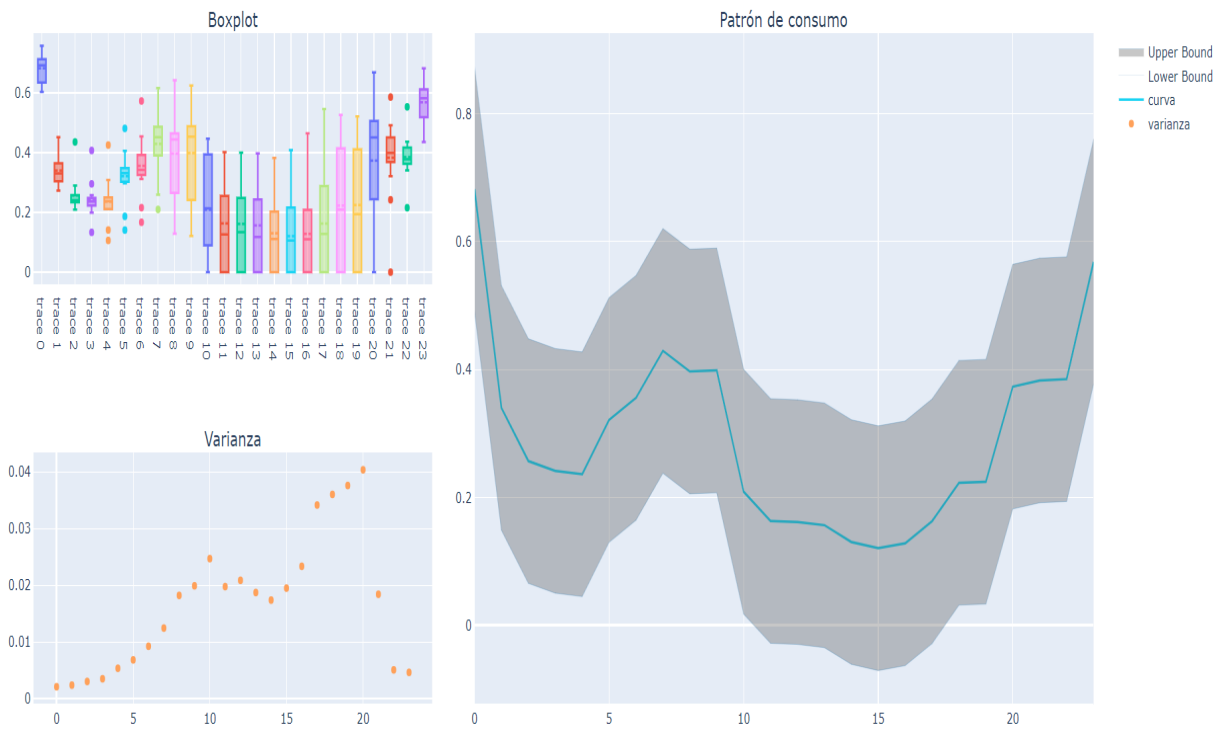 Boxplot
0.6
0.4
0.2
0
trace 0
trace 1
trace 2
trace 3
trace 4
trace 5
trace 6
trace 7
trace 8
trace 9
trace 10
trace 11
trace 12
trace 13
trace 14
trace 15
trace 16
trace 17
trace 18
trace 19
trace 20
trace 21
trace 22
trace 23
Varianza
0.04
0.03
0.02
0.01
0
0 5 10 15 20
Patrón de consumo
0.8
0.6
0.4
0.2
0
0 5 10 15 20
Upper Bound
Lower Bound
curva
varianza